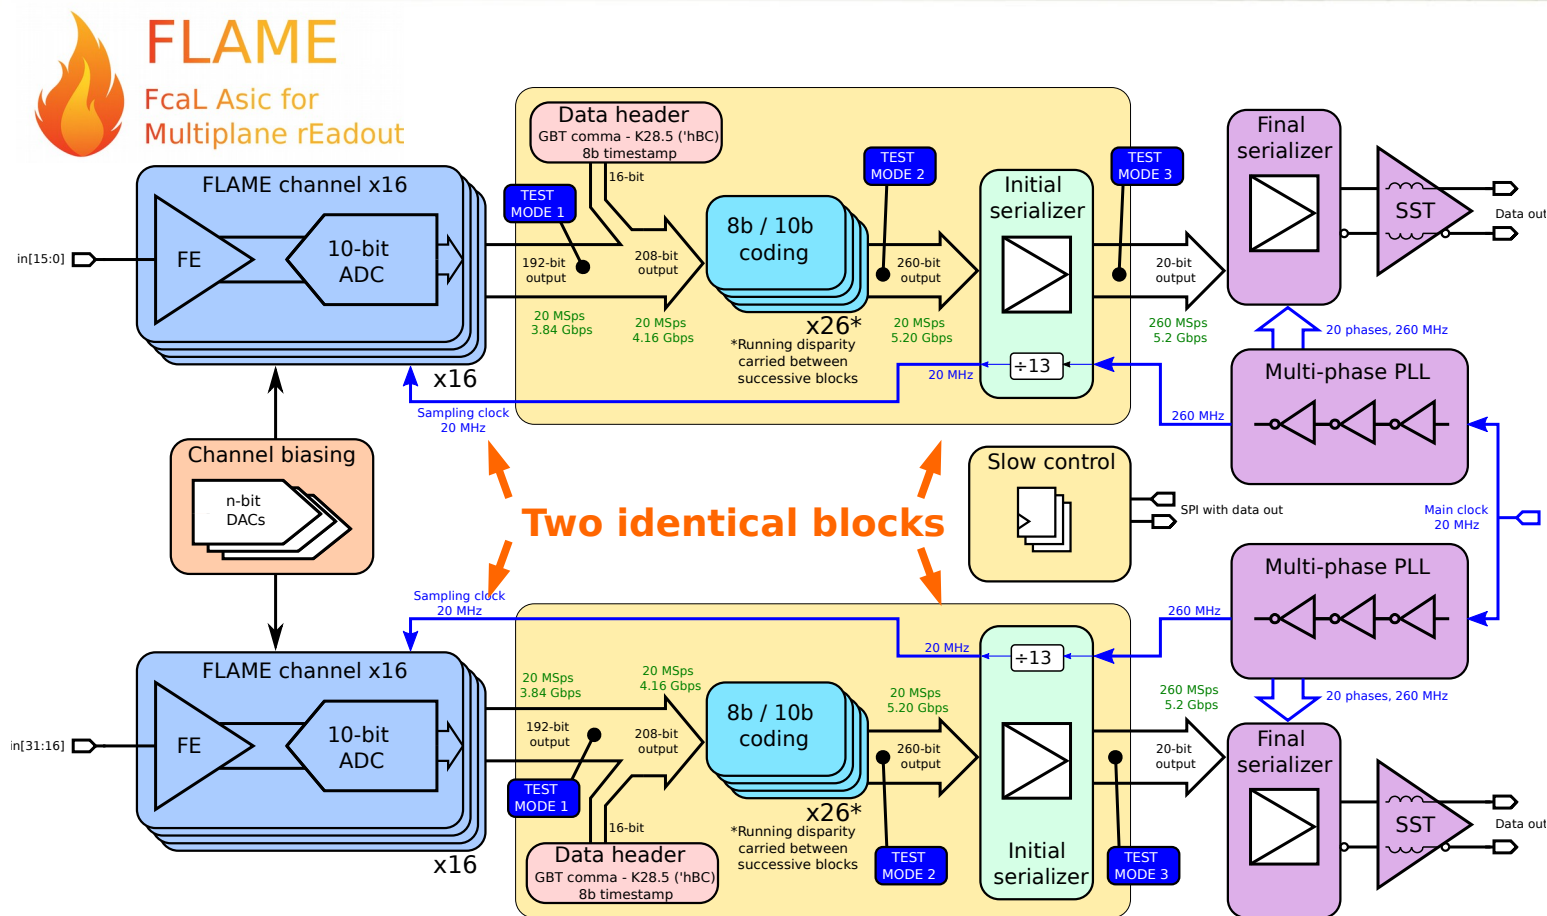 FLAME
FcaL Asic for
Multiplane rEadout
FLAME channel x16
FE
10-bit
ADC
in[15:0]
x16
Data header
GBT comma - K28.5 ('hBC)
8b timestamp
16-bit
TEST
MODE 1
192-bit
output
208-bit
output
20 MSps
3.84 Gbps
20 MSps
4.16 Gbps
8b / 10b
coding
x26*
*Running disparity
carried between
successive blocks
TEST
MODE 2
260-bit
output
20 MSps
5.20 Gbps
Initial
serializer
÷13
20 MHz
TEST
MODE 3
20-bit
output
260 MSps
5.2 Gbps
Final
serializer
SST
Data out
20 phases, 260 MHz
Multi-phase PLL
260 MHz
Sampling clock
20 MHz
Channel biasing
n-bit
DACs
Two identical blocks
Slow control
SPI with data out
Main clock
20 MHz
Multi-phase PLL
260 MHz
20 phases, 260 MHz
Sampling clock
20 MHz
FLAME channel x16
FE
10-bit
ADC
in[31:16]
x16
20 MSps
3.84 Gbps
20 MSps
4.16 Gbps
192-bit
output
208-bit
output
TEST
MODE 1
16-bit
Data header
GBT comma - K28.5 ('hBC)
8b timestamp
8b / 10b
coding
x26*
*Running disparity
carried between
successive blocks
20 MSps
5.20 Gbps
260-bit
output
TEST
MODE 2
20 MHz
÷13
Initial
serializer
260 MSps
5.2 Gbps
20-bit
output
TEST
MODE 3
Final
serializer
SST
Data out